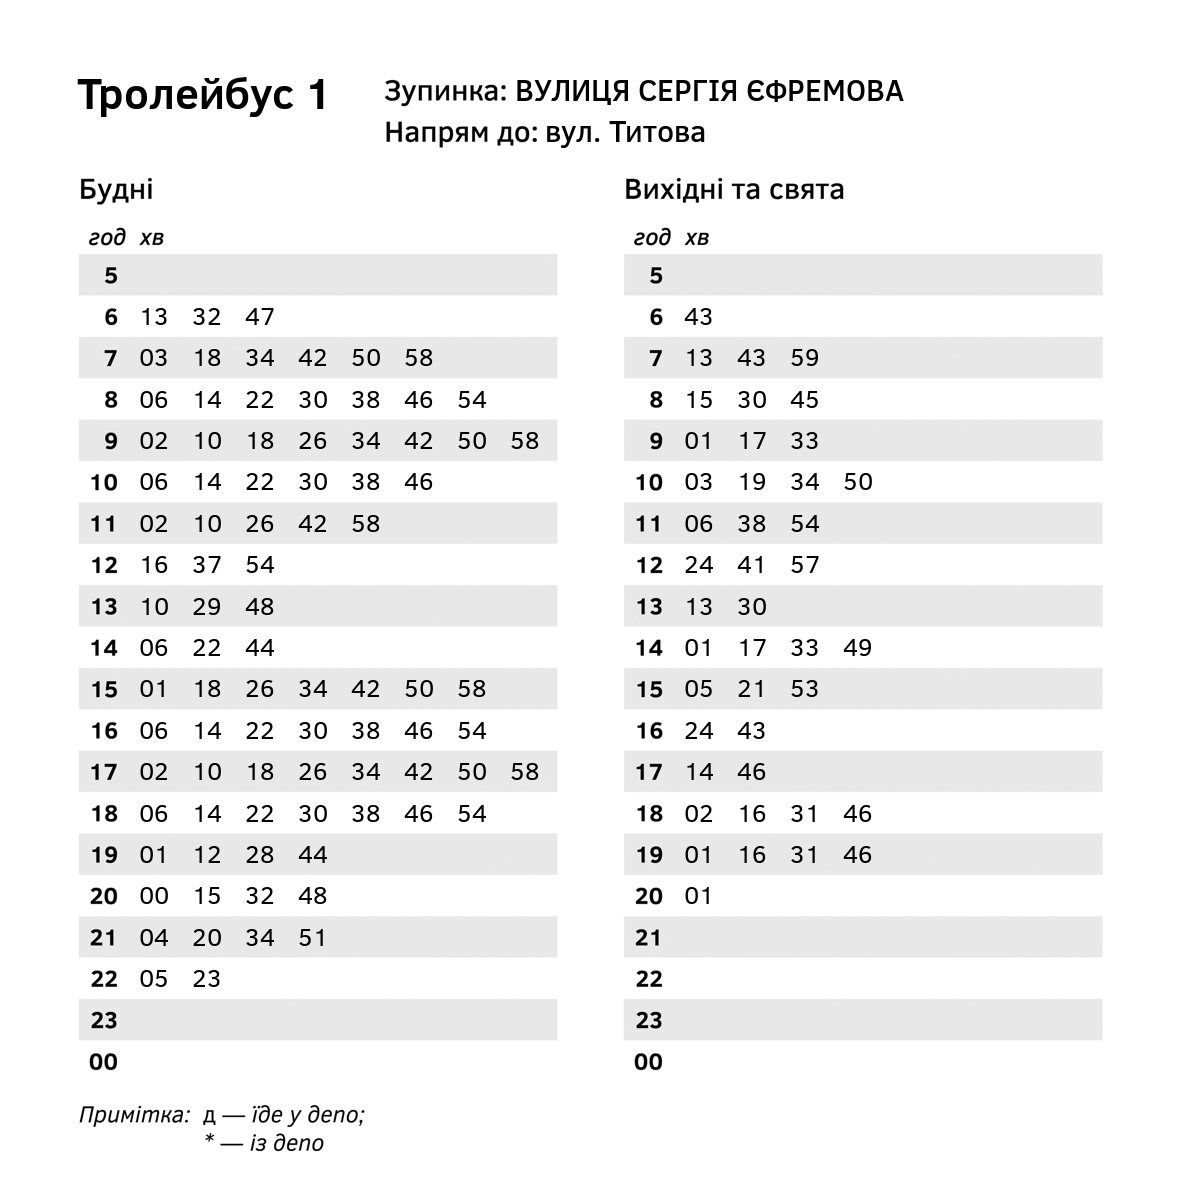 Тролейбус 1
Зупинка: ВУЛИЦЯ СЕРГІЯ ЄФРЕМОВА
Напрям до: вул. Титова
Будні
год хв
5
6 13 32 47
7 03 18 34 42 50 58
8 06 14 22 30 38 46 54
9 02 10 18 26 34 42 50 58
10 06 14 22 30 38 46
11 02 10 26 42 58
12 16 37 54
13 10 29 48
14 06 22 44
15 01 18 26 34 42 50 58
16 06 14 22 30 38 46 54
17 02 10 18 26 34 42 50 58
18 06 14 22 30 38 46 54
19 01 12 28 44
20 00 15 32 48
21 04 20 34 51
22 05 23
23
00
Вихідні та свята
год хв
5
6 43
7 13 43 59
8 15 30 45
9 01 17 33
10 03 19 34 50
11 06 38 54
12 24 41 57
13 13 30
14 01 17 33 49
15 05 21 53
16 24 43
17 14 46
18 02 16 31 46
19 01 16 31 46
20 01
21
22
23
00
Примітка: д — їде у депо;
* — із депо